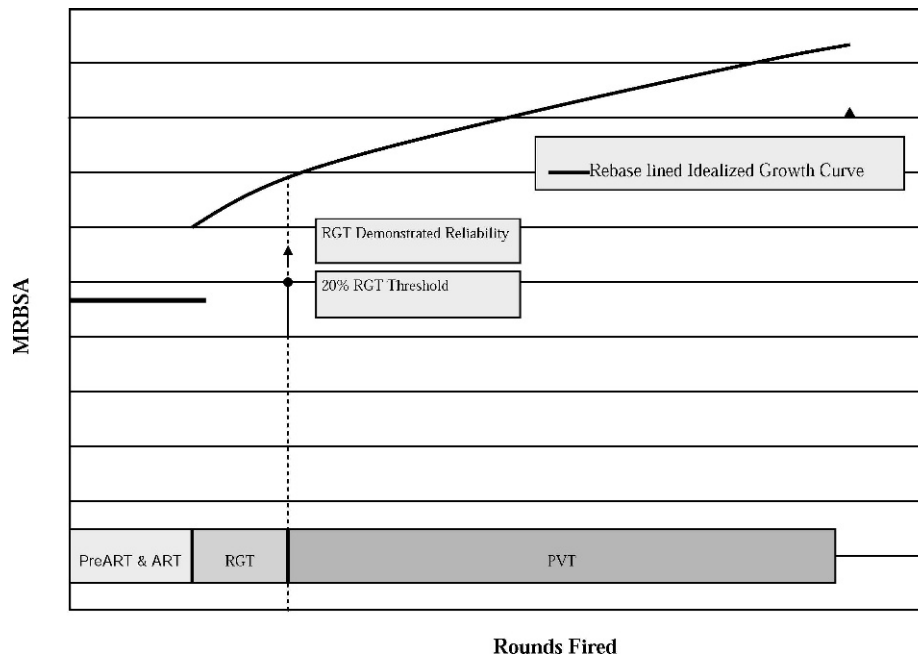 Rebase lined Idealized Growth Curve
RGT Demonstrated Reliability
20% RGT Threshold
MRBSA
PreART & ART
RGT
PVT
Rounds Fired